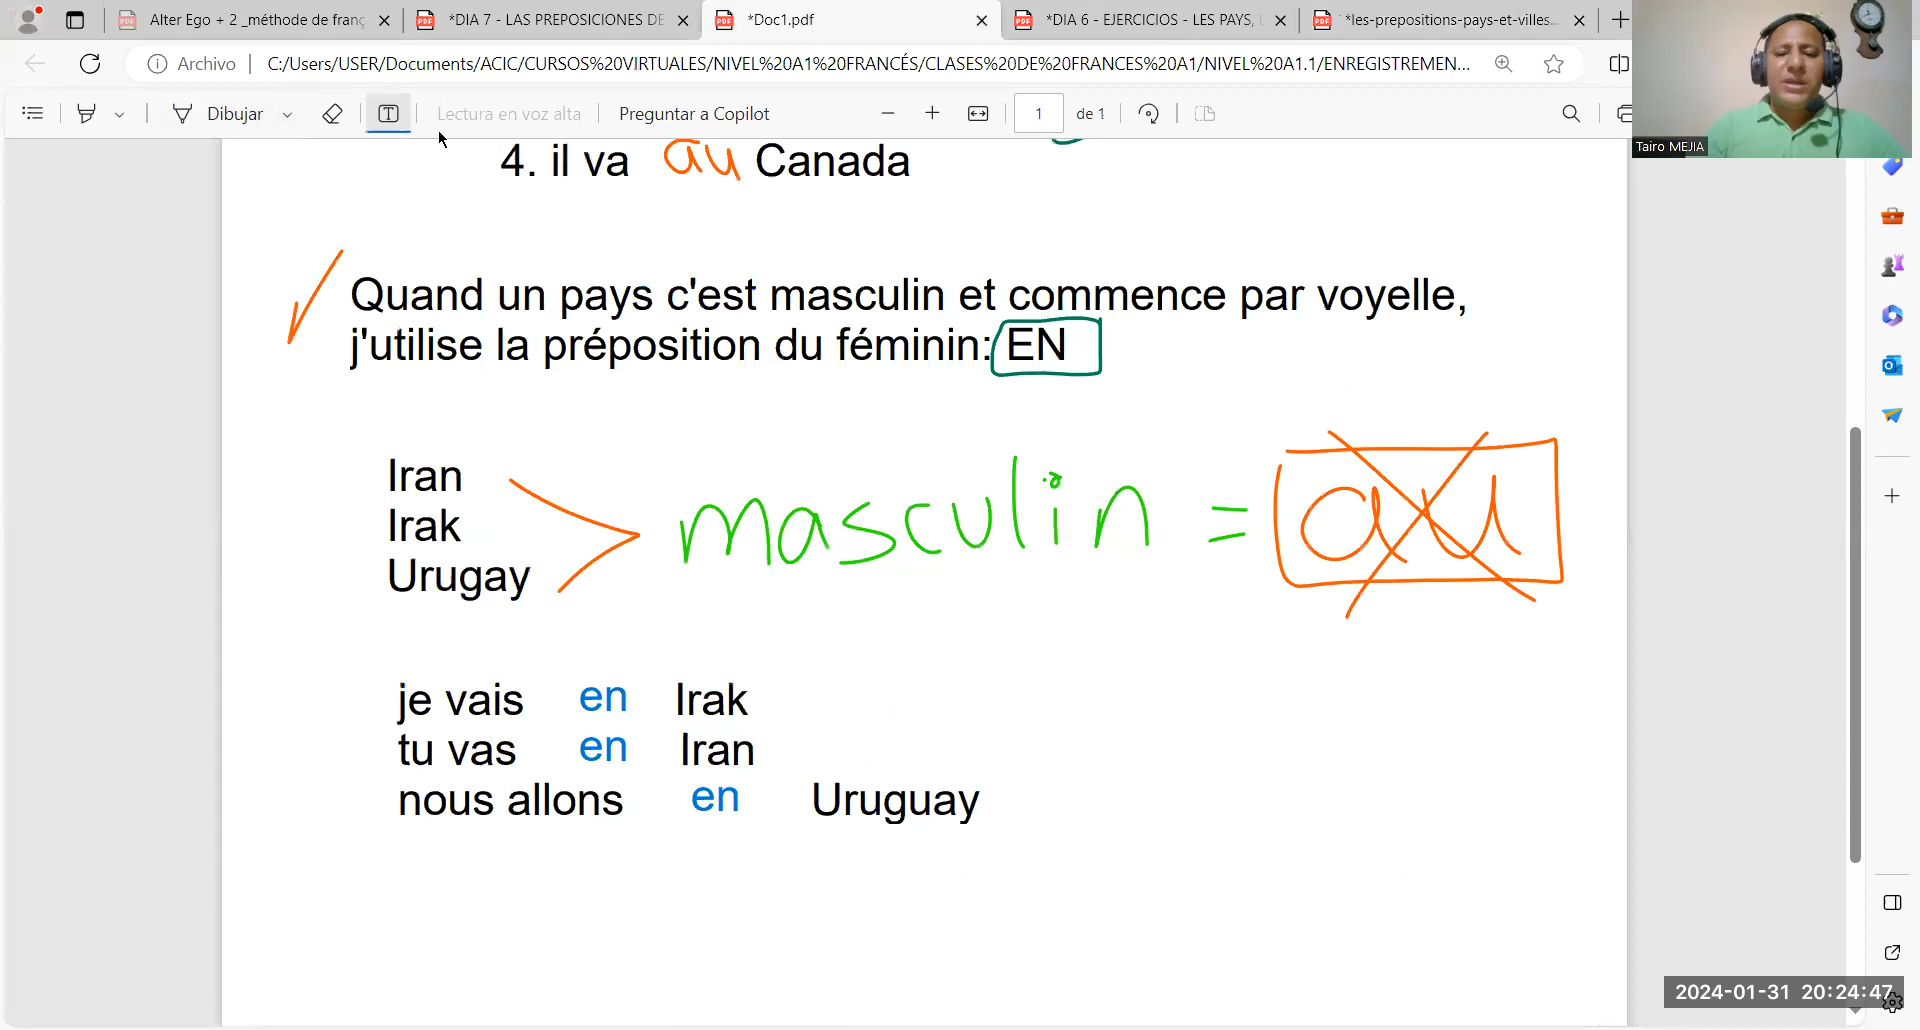 Alter Ego + 2 _méthode de franç
*DIA 7 - LAS PREPOSICIONES DE
*Doc1.pdf
*DIA 6 - EJERCICIOS - LES PAYS,
*les-prepositions-pays-et-villes...
Archivo
C:/Users/USER/Documents/ACIC/CURSOS%20VIRTUALES/NIVEL%20A1%20FRANCÉS/CLASES%20DE%20FRANCES%20A1/NIVEL%20A1.1/ENREGISTREMEN...
Dibujar
Lectura en voz alta
Preguntar a Copilot
1 de 1
Tairo MEJIA
4. il va au Canada
Quand un pays c'est masculin et commence par voyelle,
j'utilise la préposition du féminin: EN
Iran
Irak
Urugay
masculin = au
je vais en Irak
tu vas en Iran
nous allons en Uruguay
2024-01-31 20:24:47